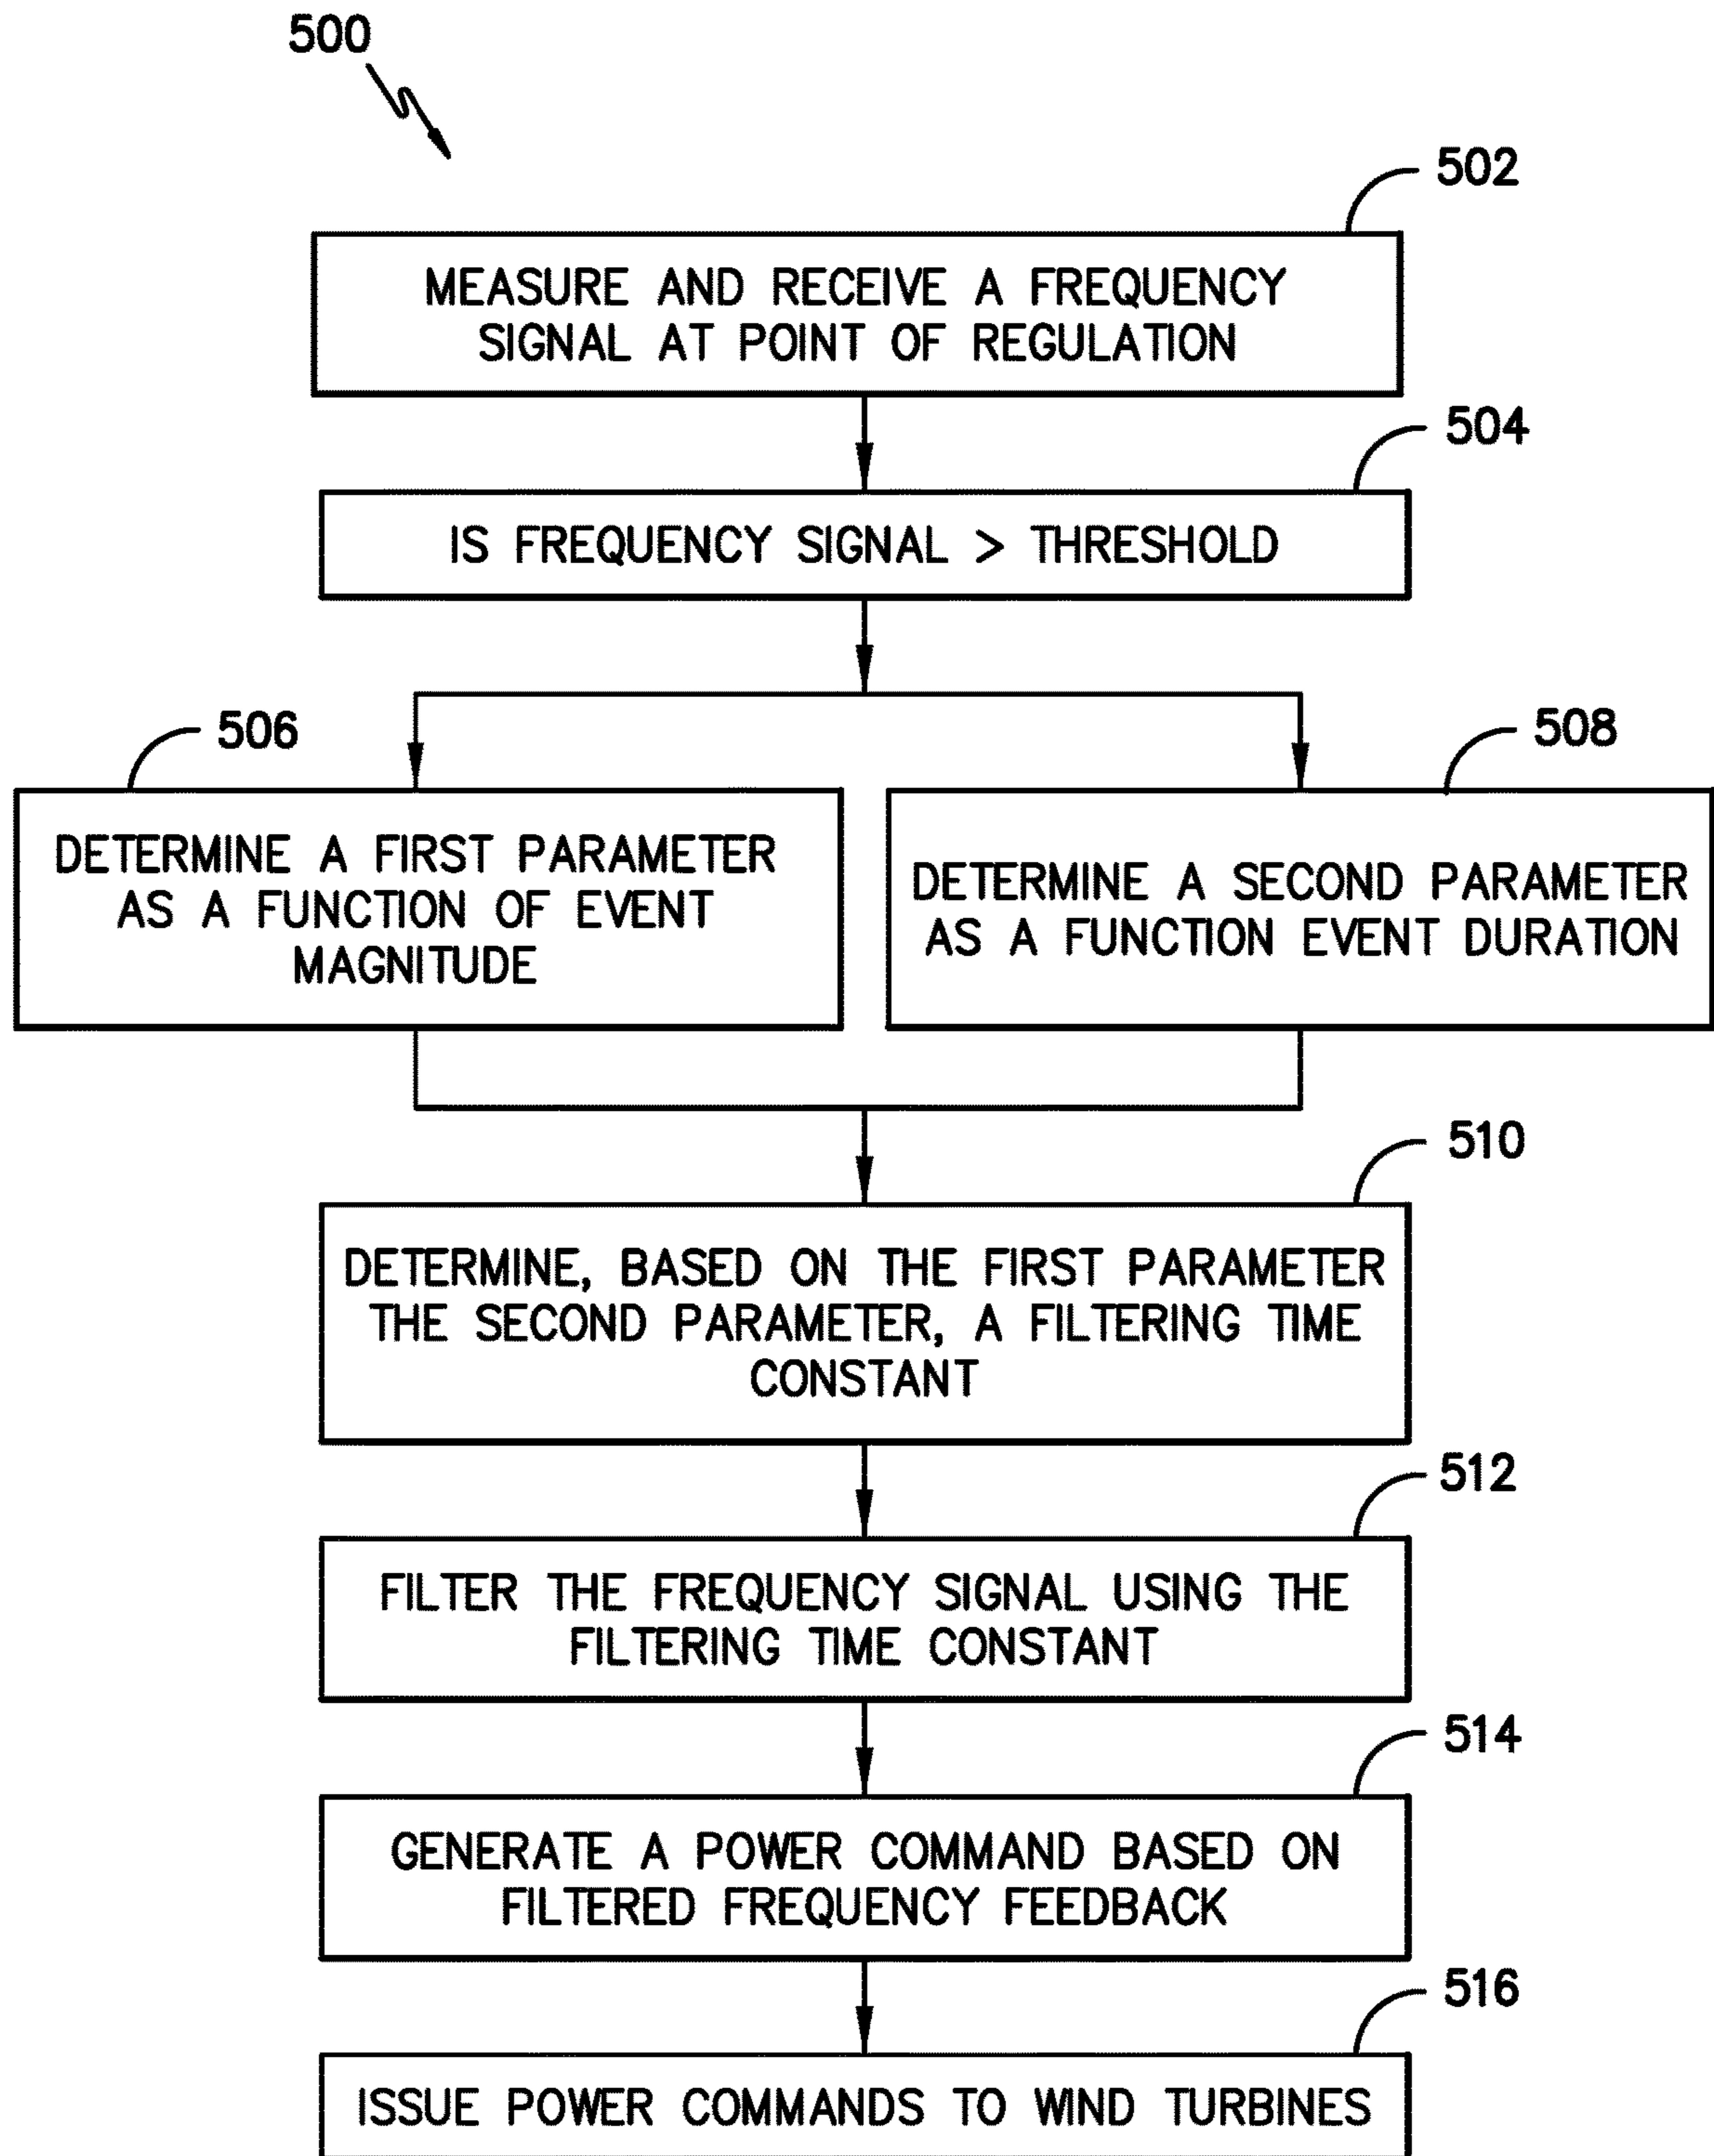 500
502
MEASURE AND RECEIVE A FREQUENCY
SIGNAL AT POINT OF REGULATION
504
IS FREQUENCY SIGNAL > THRESHOLD
506
DETERMINE A FIRST PARAMETER
AS A FUNCTION OF EVENT
MAGNITUDE
508
DETERMINE A SECOND PARAMETER
AS A FUNCTION EVENT DURATION
510
DETERMINE, BASED ON THE FIRST PARAMETER
THE SECOND PARAMETER, A FILTERING TIME
CONSTANT
512
FILTER THE FREQUENCY SIGNAL USING THE
FILTERING TIME CONSTANT
514
GENERATE A POWER COMMAND BASED ON
FILTERED FREQUENCY FEEDBACK
516
ISSUE POWER COMMANDS TO WIND TURBINES